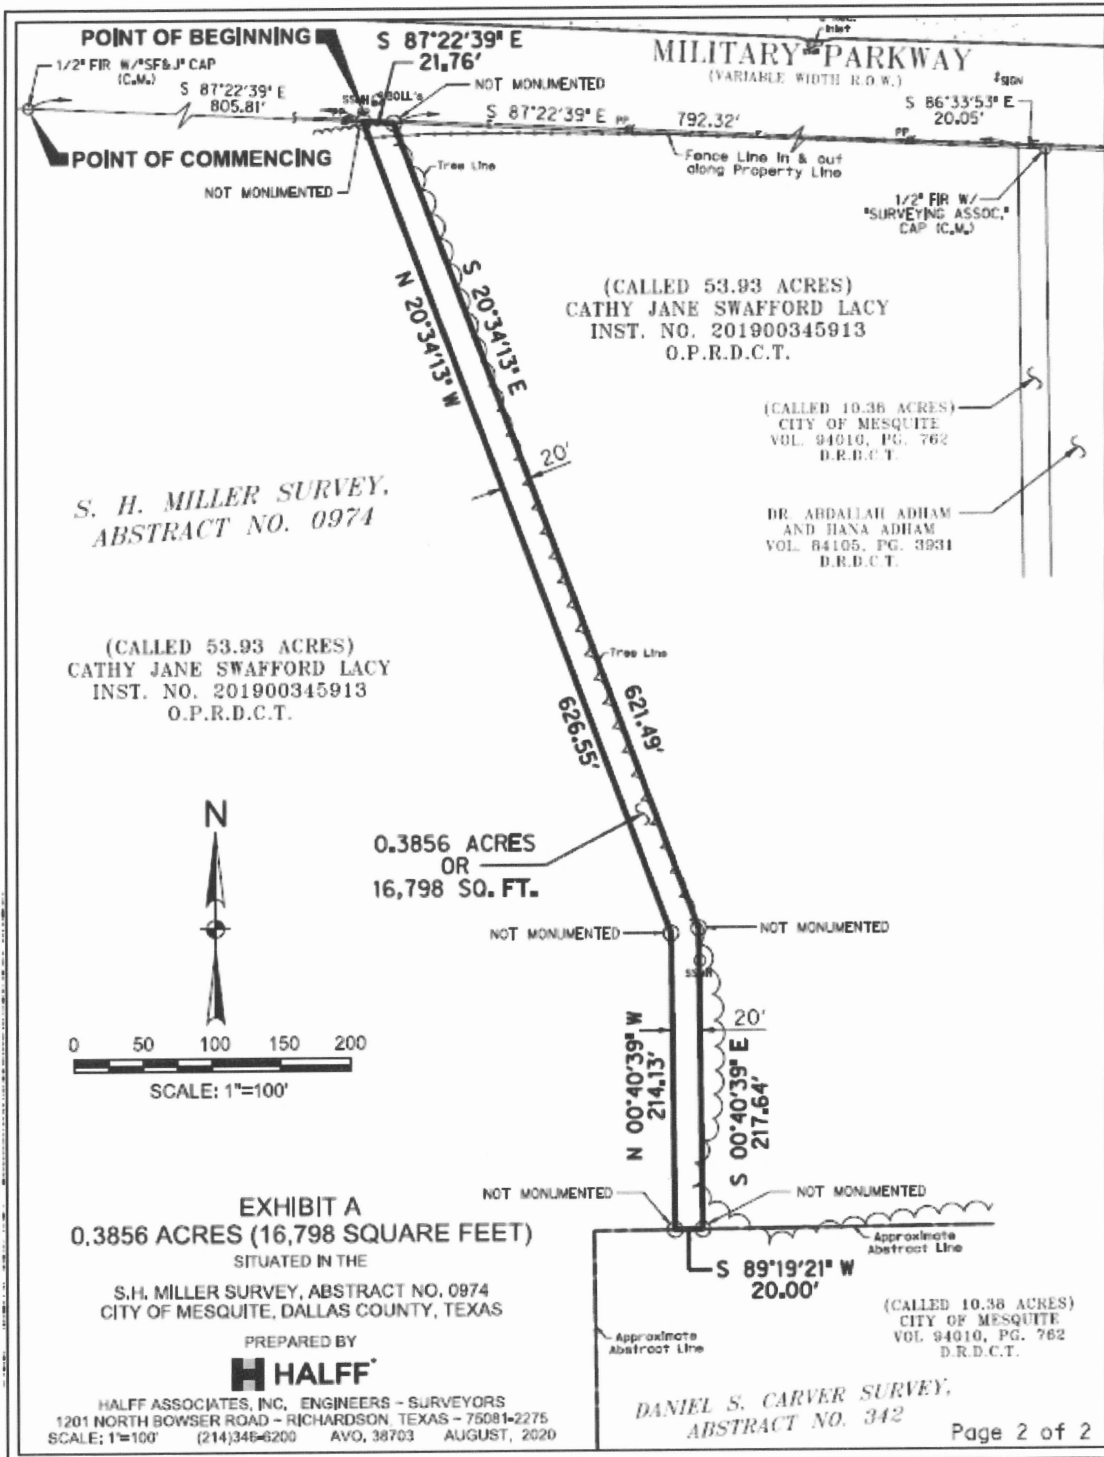 POINT OF BEGINNING
S 87°22'39" E
21.76'
NOT MONUMENTED
Inlet
MILITARY PARKWAY
(VARIABLE WIDTH R.O.W.)
1/2" FIR W/"SF&J" CAP
(C.M.)
S 87°22'39" E
805.81'
S 87°22'39" E
PP
792.32'
PP
S 86°33'53" E
20.05'
POINT OF COMMENCING
NOT MONUMENTED
Tree Line
Fence Line in & out
along Property Line
1/2" FIR W/
"SURVEYING ASSOC."
CAP (C.M.)
N 20°34'13" W
S 20°34'13" E
(CALLED 53.93 ACRES)
CATHY JANE SWAFFORD LACY
INST. NO. 201900345913
O.P.R.D.C.T.
(CALLED 10.38 ACRES)
CITY OF MESQUITE
VOL. 94010, PG. 762
D.R.D.C.T.
20'
S. H. MILLER SURVEY,
ABSTRACT NO. 0974
DR. ABDALLAH ADHAM
AND HANA ADHAM
VOL. 84105, PG. 3931
D.R.D.C.T.
(CALLED 53.93 ACRES)
CATHY JANE SWAFFORD LACY
INST. NO. 201900345913
O.P.R.D.C.T.
Tree Line
626.55'
621.49'
N
0.3856 ACRES
OR
16,798 SQ. FT.
NOT MONUMENTED
NOT MONUMENTED
SSMH
20'
0 50 100 150 200
SCALE: 1"=100'
N 00°40'39" W
214.13'
S 00°40'39" E
217.64'
NOT MONUMENTED
NOT MONUMENTED
EXHIBIT A
0.3856 ACRES (16,798 SQUARE FEET)
SITUATED IN THE
S.H. MILLER SURVEY, ABSTRACT NO. 0974
CITY OF MESQUITE, DALLAS COUNTY, TEXAS
PREPARED BY
HALFF
HALFF ASSOCIATES, INC. ENGINEERS - SURVEYORS
1201 NORTH BOWSER ROAD - RICHARDSON, TEXAS - 75081-2275
SCALE: 1"=100' (214)346-6200 AVO. 38703 AUGUST, 2020
Approximate
Abstract Line
S 89°19'21" W
20.00'
Approximate
Abstract Line
(CALLED 10.38 ACRES)
CITY OF MESQUITE
VOL 94010, PG. 762
D.R.D.C.T.
DANIEL S. CARVER SURVEY,
ABSTRACT NO. 342
Page 2 of 2